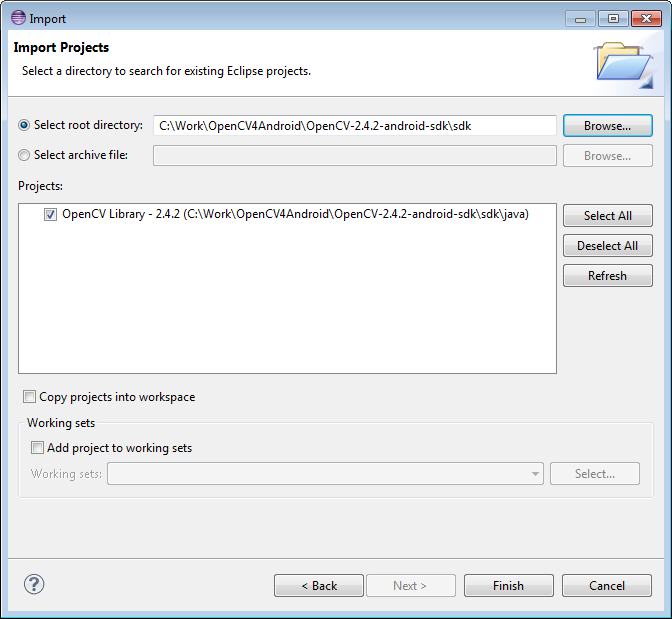 Import
Import Projects
Select a directory to search for existing Eclipse projects.
Select root directory: C:\Work\OpenCV4Android\OpenCV-2.4.2-android-sdk\sdk Browse...
Select archive file: Browse...
Projects:
OpenCV Library - 2.4.2 (C:\Work\OpenCV4Android\OpenCV-2.4.2-android-sdk\sdk\java) Select All
Deselect All
Refresh
Copy projects into workspace
Working sets
Add project to working sets
Working sets: Select...
? < Back Next > Finish Cancel